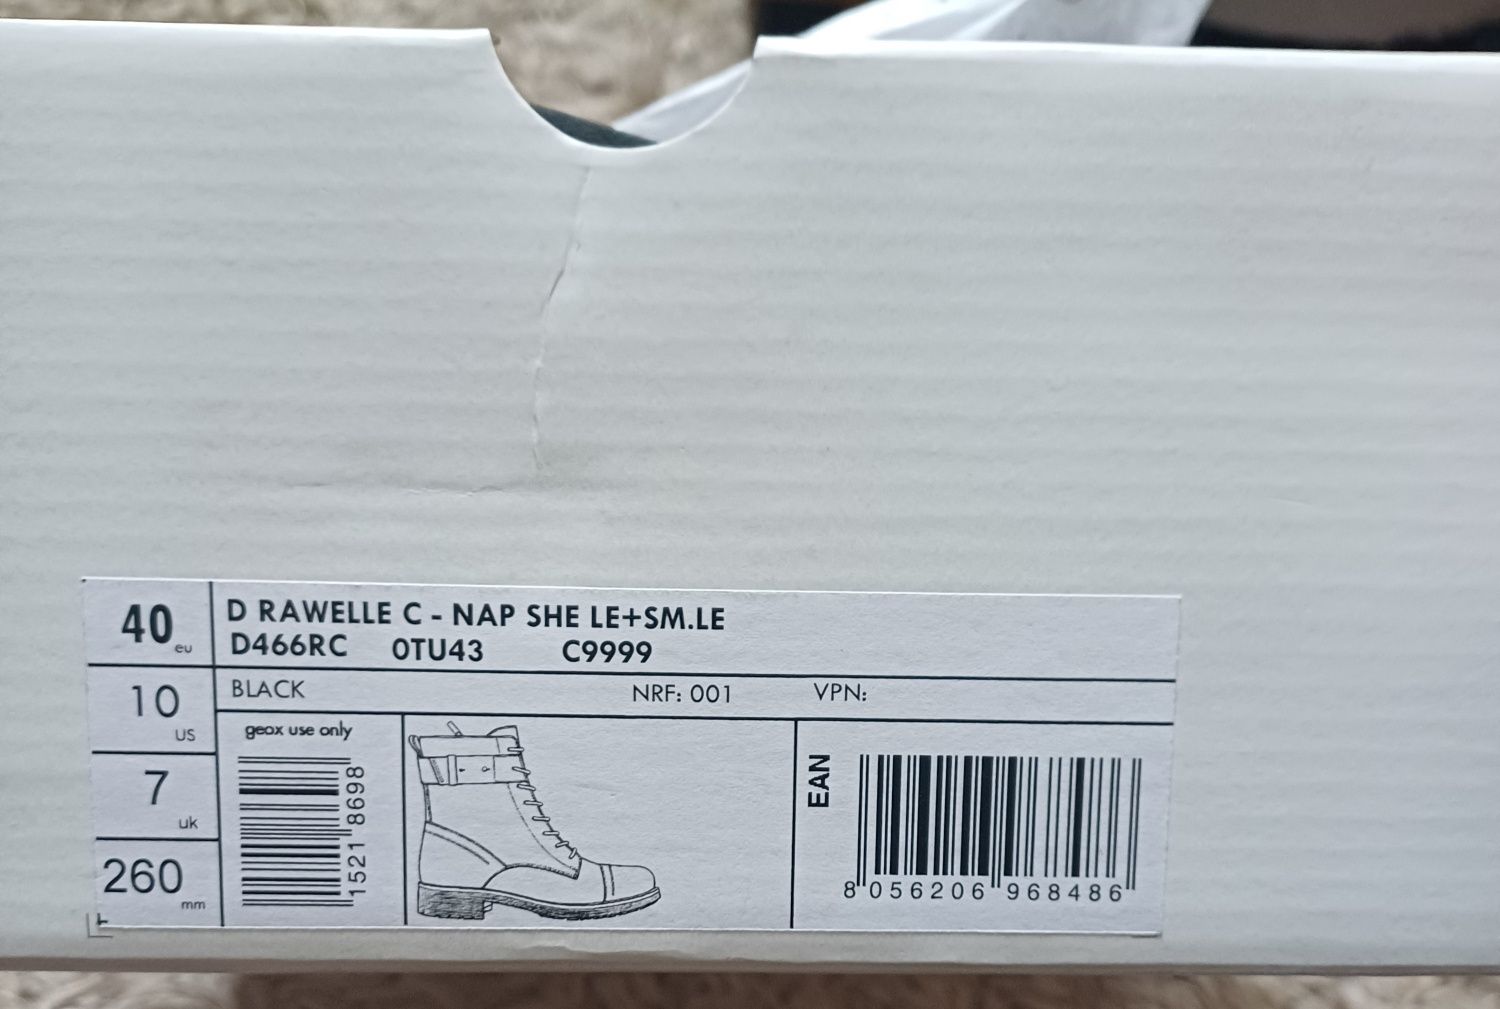 40 eu
D RAWELLE C - NAP SHE LE+SM.LE
D466RC 0TU43 C9999
10 US
BLACK NRF: 001 VPN:
7 uk
260 mm
geox use only
1521 8698
EAN
8 056206 968486